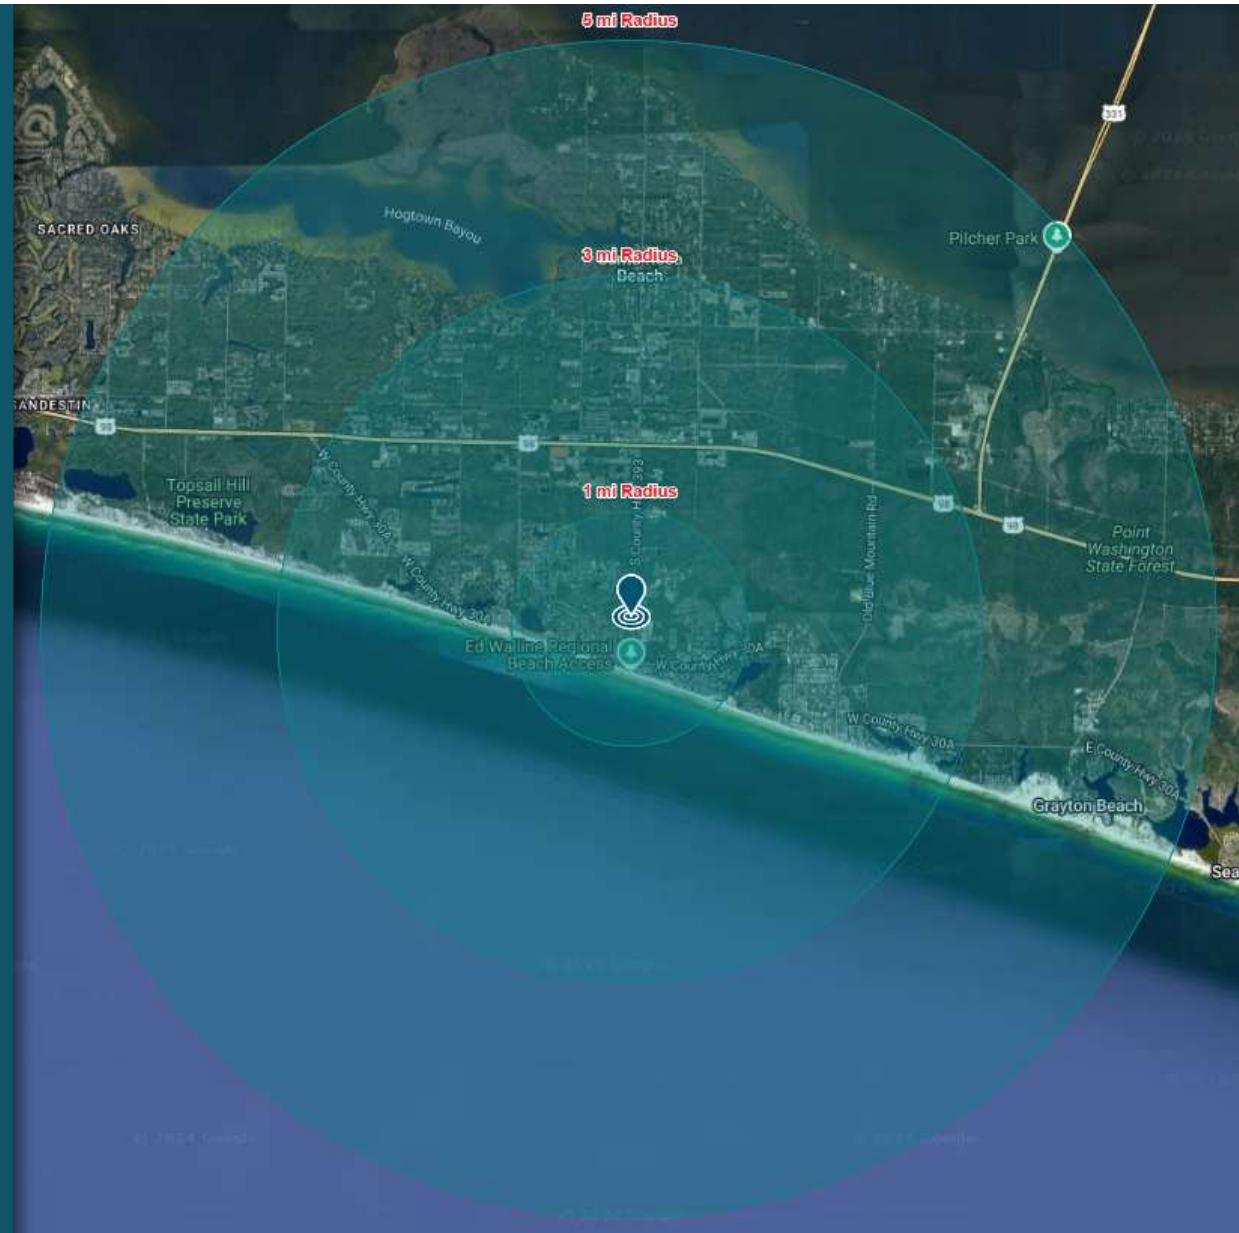 5 mi Radius
331
SACRED OAKS
Hogtown Bayou
Pilcher Park
3 mi Radius
Beach
SANDESTIN
98
98
W County Hwy 30A
S County Hwy 393
Topsail Hill
Preserve
State Park
1 mi Radius
98
98
Old Blue Mountain Rd
Point
Washington
State Forest
W County Hwy 30A
Ed Walline Regional
Beach Access
W County Hwy 30A
W County Hwy 30A
E County Hwy 30A
Grayton Beach
Sea